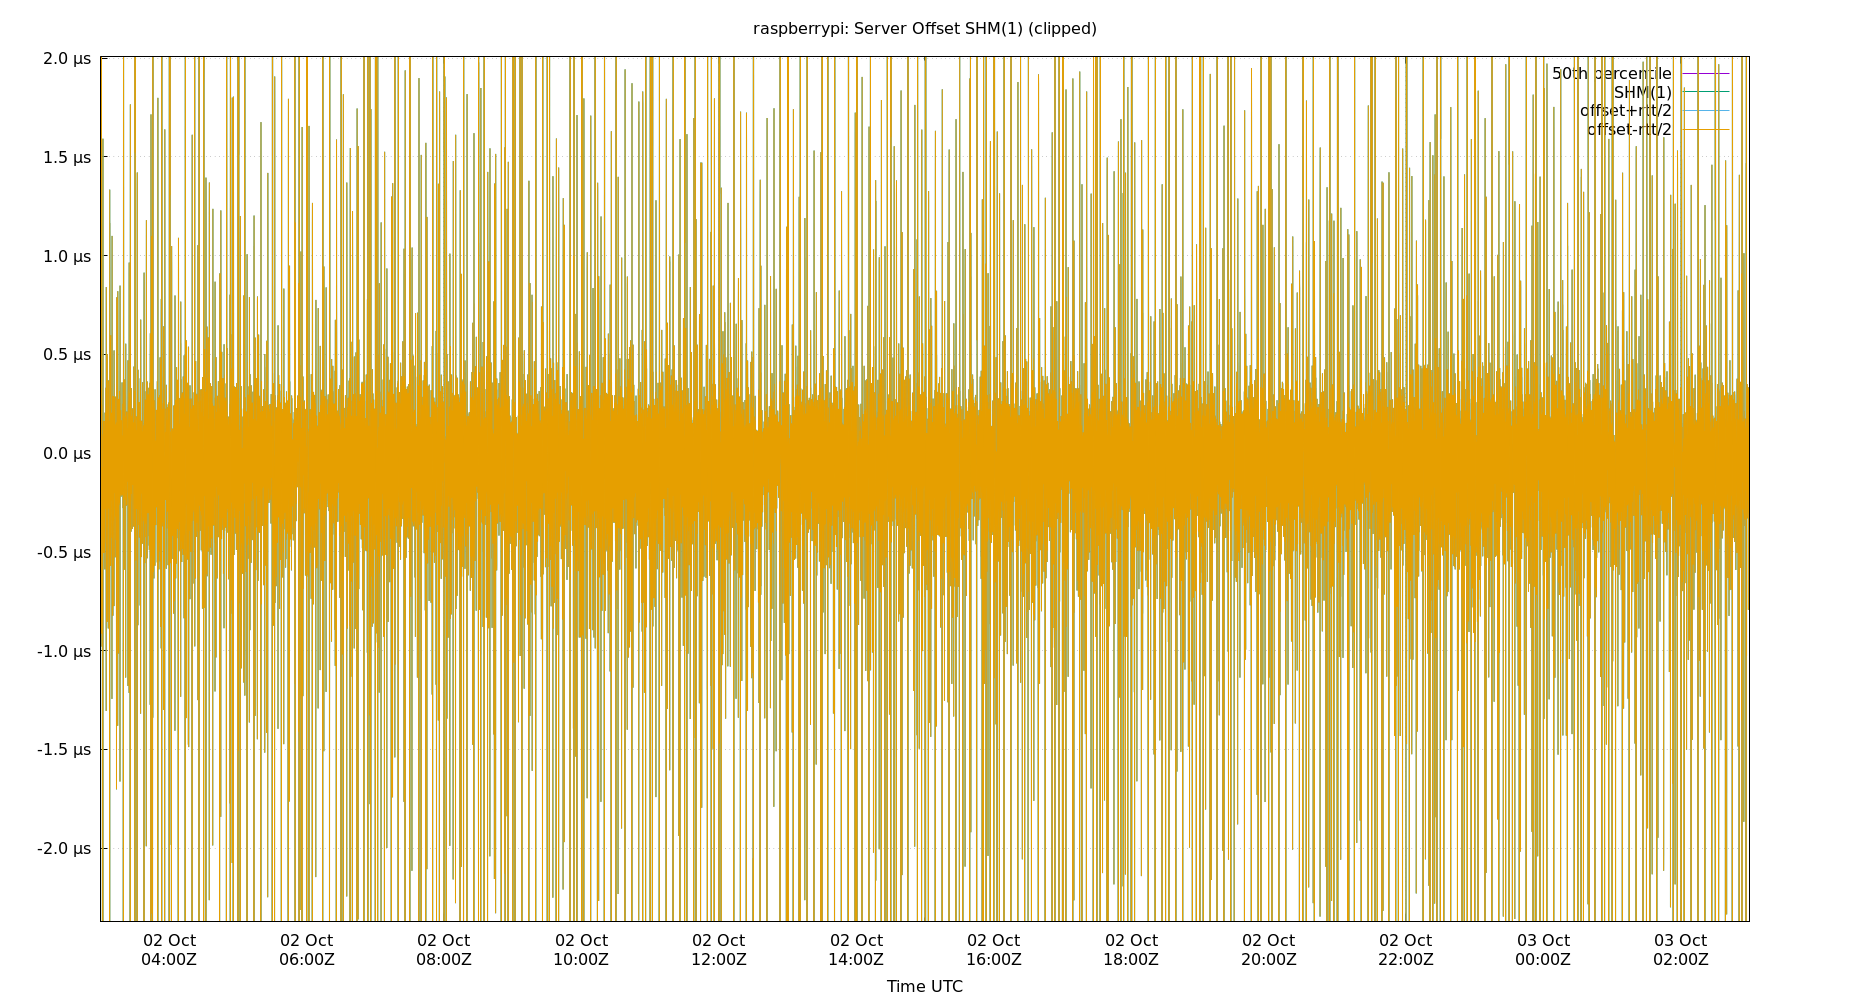 raspberrypi: Server Offset SHM(1) (clipped)
2.0 µs
1.5 µs
1.0 µs
0.5 µs
0.0 µs
-0.5 µs
-1.0 µs
-1.5 µs
-2.0 µs
50th percentile
SHM(1)
offset+rtt/2
offset-rtt/2
02 Oct 02 Oct 02 Oct 02 Oct 02 Oct 02 Oct 02 Oct 02 Oct 02 Oct 02 Oct 03 Oct 03 Oct
04:00Z 06:00Z 08:00Z 10:00Z 12:00Z 14:00Z 16:00Z 18:00Z 20:00Z 22:00Z 00:00Z 02:00Z
Time UTC